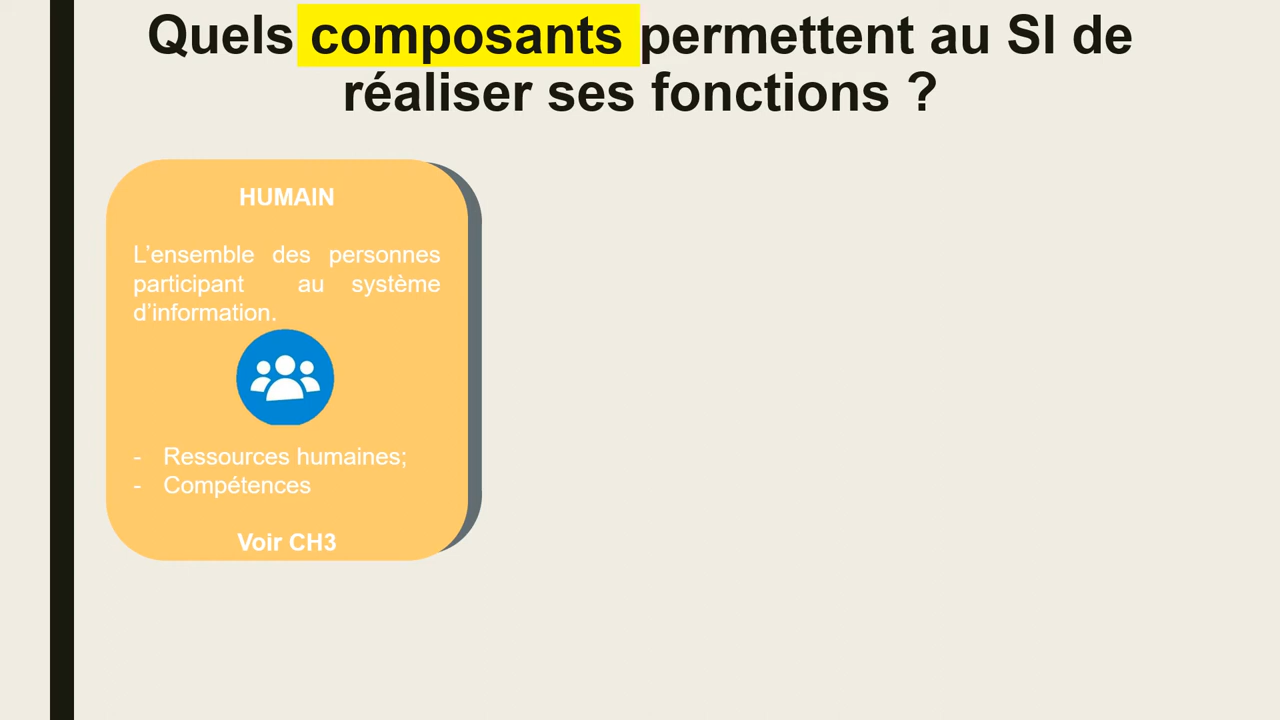 Quels composants permettent au SI de
réaliser ses fonctions ?
HUMAIN
L’ensemble des personnes
participant au système
d’information.
- Ressources humaines;
- Compétences
Voir CH3